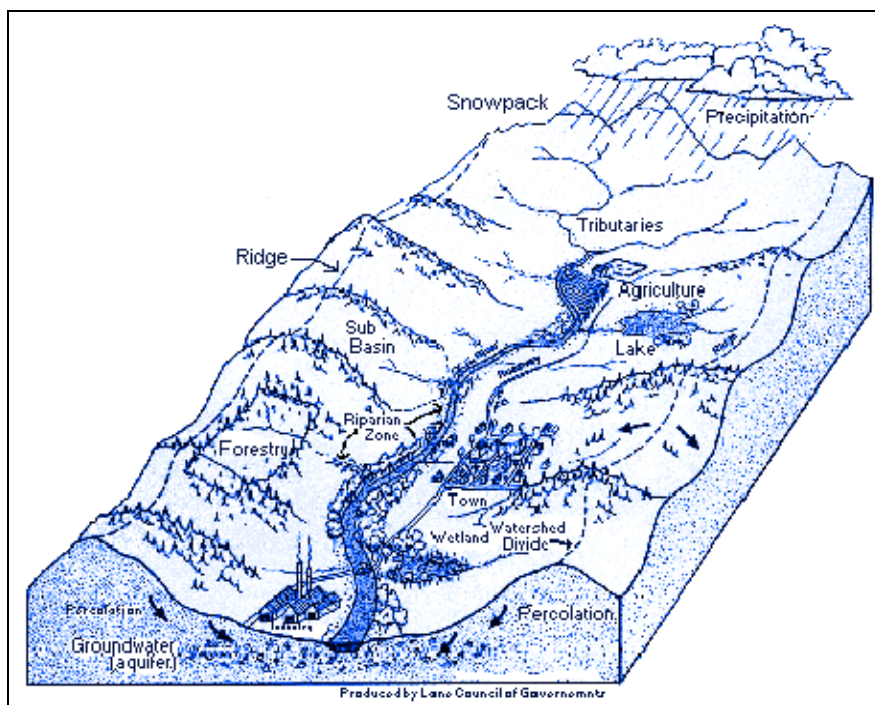 Snowpack
Precipitation
Tributaries
Ridge
Agriculture
Sub
Basin
Lake
Riparian
Zone
Forestry
Town
Wetland
Watershed
Divide
Percolation
Percolation
Industry
Groundwater
(aquifer)
Produced by Lane Council of Governments